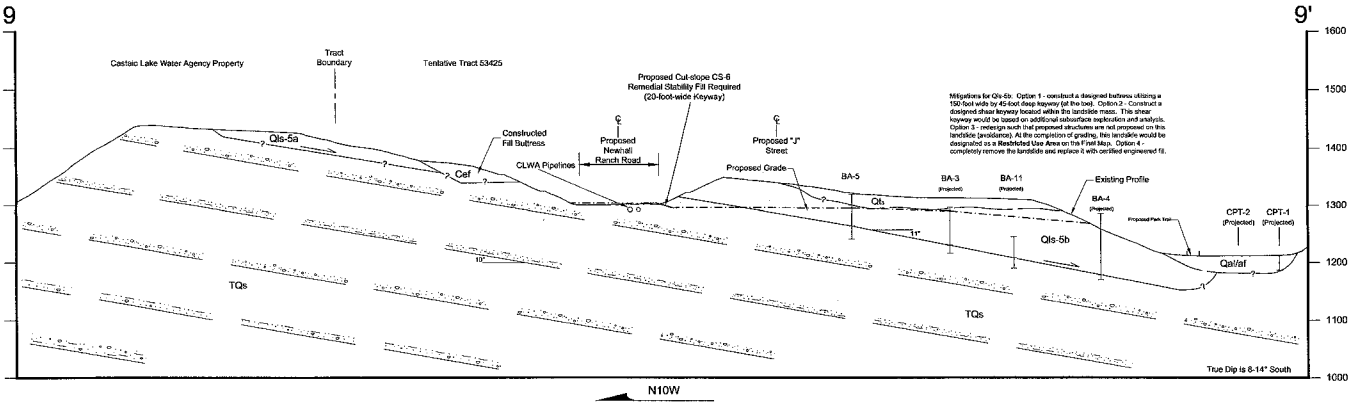 9
9'
1600
1500
1400
1300
1200
1100
1000
Castaic Lake Water Agency Property
Tract
Boundary
Tentative Tract 53425
Proposed Cut-slope CS-6
Remedial Stability Fill Required
(20-foot-wide Keyway)
Mitigations for Qls-5b: Option 1 - construct a designed buttress utilizing a
150-foot wide by 45-foot deep keyway (at the toe). Option 2 - Construct a
designed shear keyway located within the landslide mass. This shear
keyway would be based on additional subsurface exploration and analysis.
Option 3 - redesign such that proposed structures are not proposed on this
landslide (avoidance). At the completion of grading, this landslide would be
designated as a Restricted Use Area on the Final Map. Option 4 -
completely remove the landslide and replace it with certified engineered fill.
Qls-5a
Constructed
Fill Buttress
Cef
?
?
?
CLWA Pipelines
℄
Proposed
Newhall
Ranch Road
℄
Proposed "J"
Street
Proposed Grade
BA-5
BA-3
(Projected)
BA-11
(Projected)
Existing Profile
BA-4
(Projected)
Proposed Park Trail
CPT-2
(Projected)
CPT-1
(Projected)
Qt₃
Qls-5b
11°
Qal/af
?
?
10°
TQs
TQs
True Dip is 8-14° South
N10W